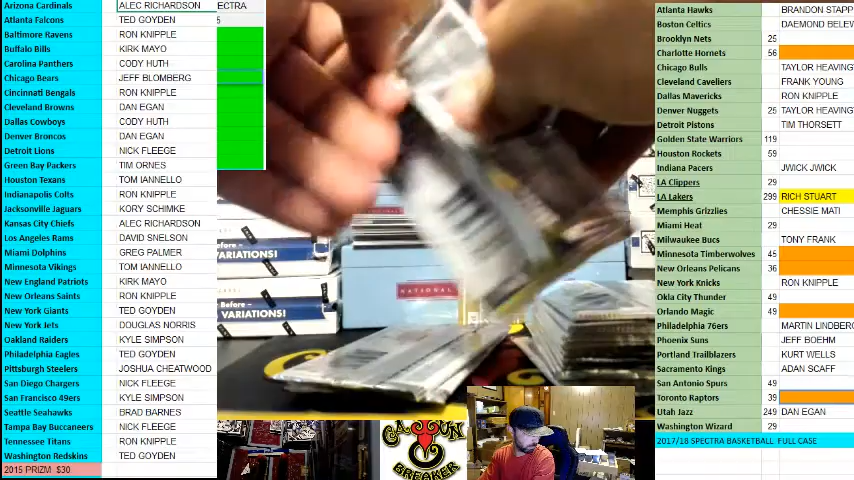 Arizona Cardinals ALEC RICHARDSON ECTRA
Atlanta Falcons TED GOYDEN 5
Baltimore Ravens RON KNIPPLE
Buffalo Bills KIRK MAYO
Carolina Panthers CODY HUTH
Chicago Bears JEFF BLOMBERG
Cincinnati Bengals RON KNIPPLE
Cleveland Browns DAN EGAN
Dallas Cowboys CODY HUTH
Denver Broncos DAN EGAN
Detroit Lions NICK FLEEGE
Green Bay Packers TIM ORNES
Houston Texans TOM IANNELLO
Indianapolis Colts RON KNIPPLE
Jacksonville Jaguars KORY SCHIMKE
Kansas City Chiefs ALEC RICHARDSON
Los Angeles Rams DAVID SNELSON
Miami Dolphins GREG PALMER
Minnesota Vikings TOM IANNELLO
New England Patriots KIRK MAYO
New Orleans Saints RON KNIPPLE
New York Giants TED GOYDEN
New York Jets DOUGLAS NORRIS
Oakland Raiders KYLE SIMPSON
Philadelphia Eagles TED GOYDEN
Pittsburgh Steelers JOSHUA CHEATWOOD
San Diego Chargers NICK FLEEGE
San Francisco 49ers KYLE SIMPSON
Seattle Seahawks BRAD BARNES
Tampa Bay Buccaneers NICK FLEEGE
Tennessee Titans RON KNIPPLE
Washington Redskins TED GOYDEN
2015 PRIZM $30
VARIATIONS!
Before
VARIATIONS!
NATIONAL
CAJUN
BREAKER
Atlanta Hawks BRANDON STAPP
Boston Celtics DAEMOND BELEW
Brooklyn Nets 25
Charlotte Hornets 56
Chicago Bulls TAYLOR HEAVING
Cleveland Caveliers FRANK YOUNG
Dallas Mavericks RON KNIPPLE
Denver Nuggets 25 TAYLOR HEAVING
Detroit Pistons TIM THORSETT
Golden State Warriors 119
Houston Rockets 59
Indiana Pacers JWICK JWICK
LA Clippers 29
LA Lakers 299 RICH STUART
Memphis Grizzlies CHESSIE MATI
Miami Heat 29
Milwaukee Bucs TONY FRANK
Minnesota Timberwolves 45
New Orleans Pelicans 36
New York Knicks RON KNIPPLE
Okla City Thunder 49
Orlando Magic 49
Philadelphia 76ers MARTIN LINDBERG
Phoenix Suns JEFF BOEHM
Portland Trailblazers KURT WELLS
Sacramento Kings ADAN SCAFF
San Antonio Spurs 49
Toronto Raptors 39
Utah Jazz 249 DAN EGAN
Washington Wizard 29
2017/18 SPECTRA BASKETBALL FULL CASE